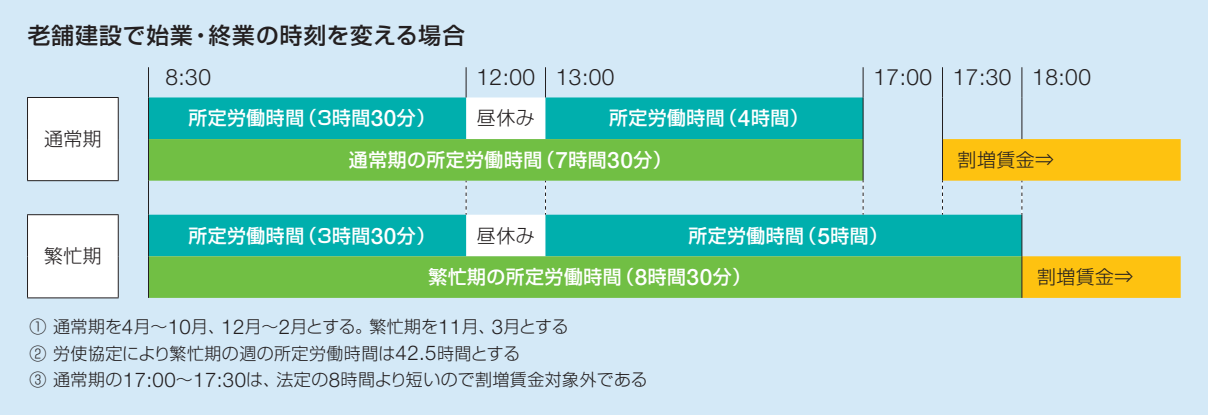 老舗建設で始業・終業の時刻を変える場合
8:30 12:00 13:00 17:00 17:30 18:00
通常期
所定労働時間（3時間30分） 昼休み 所定労働時間（4時間）
通常期の所定労働時間（7時間30分） 割増賃金⇒
繁忙期
所定労働時間（3時間30分） 昼休み 所定労働時間（5時間）
繁忙期の所定労働時間（8時間30分） 割増賃金⇒
① 通常期を4月〜10月、12月〜2月とする。繁忙期を11月、3月とする
② 労使協定により繁忙期の週の所定労働時間は42.5時間とする
③ 通常期の17:00〜17:30は、法定の8時間より短いので割増賃金対象外である